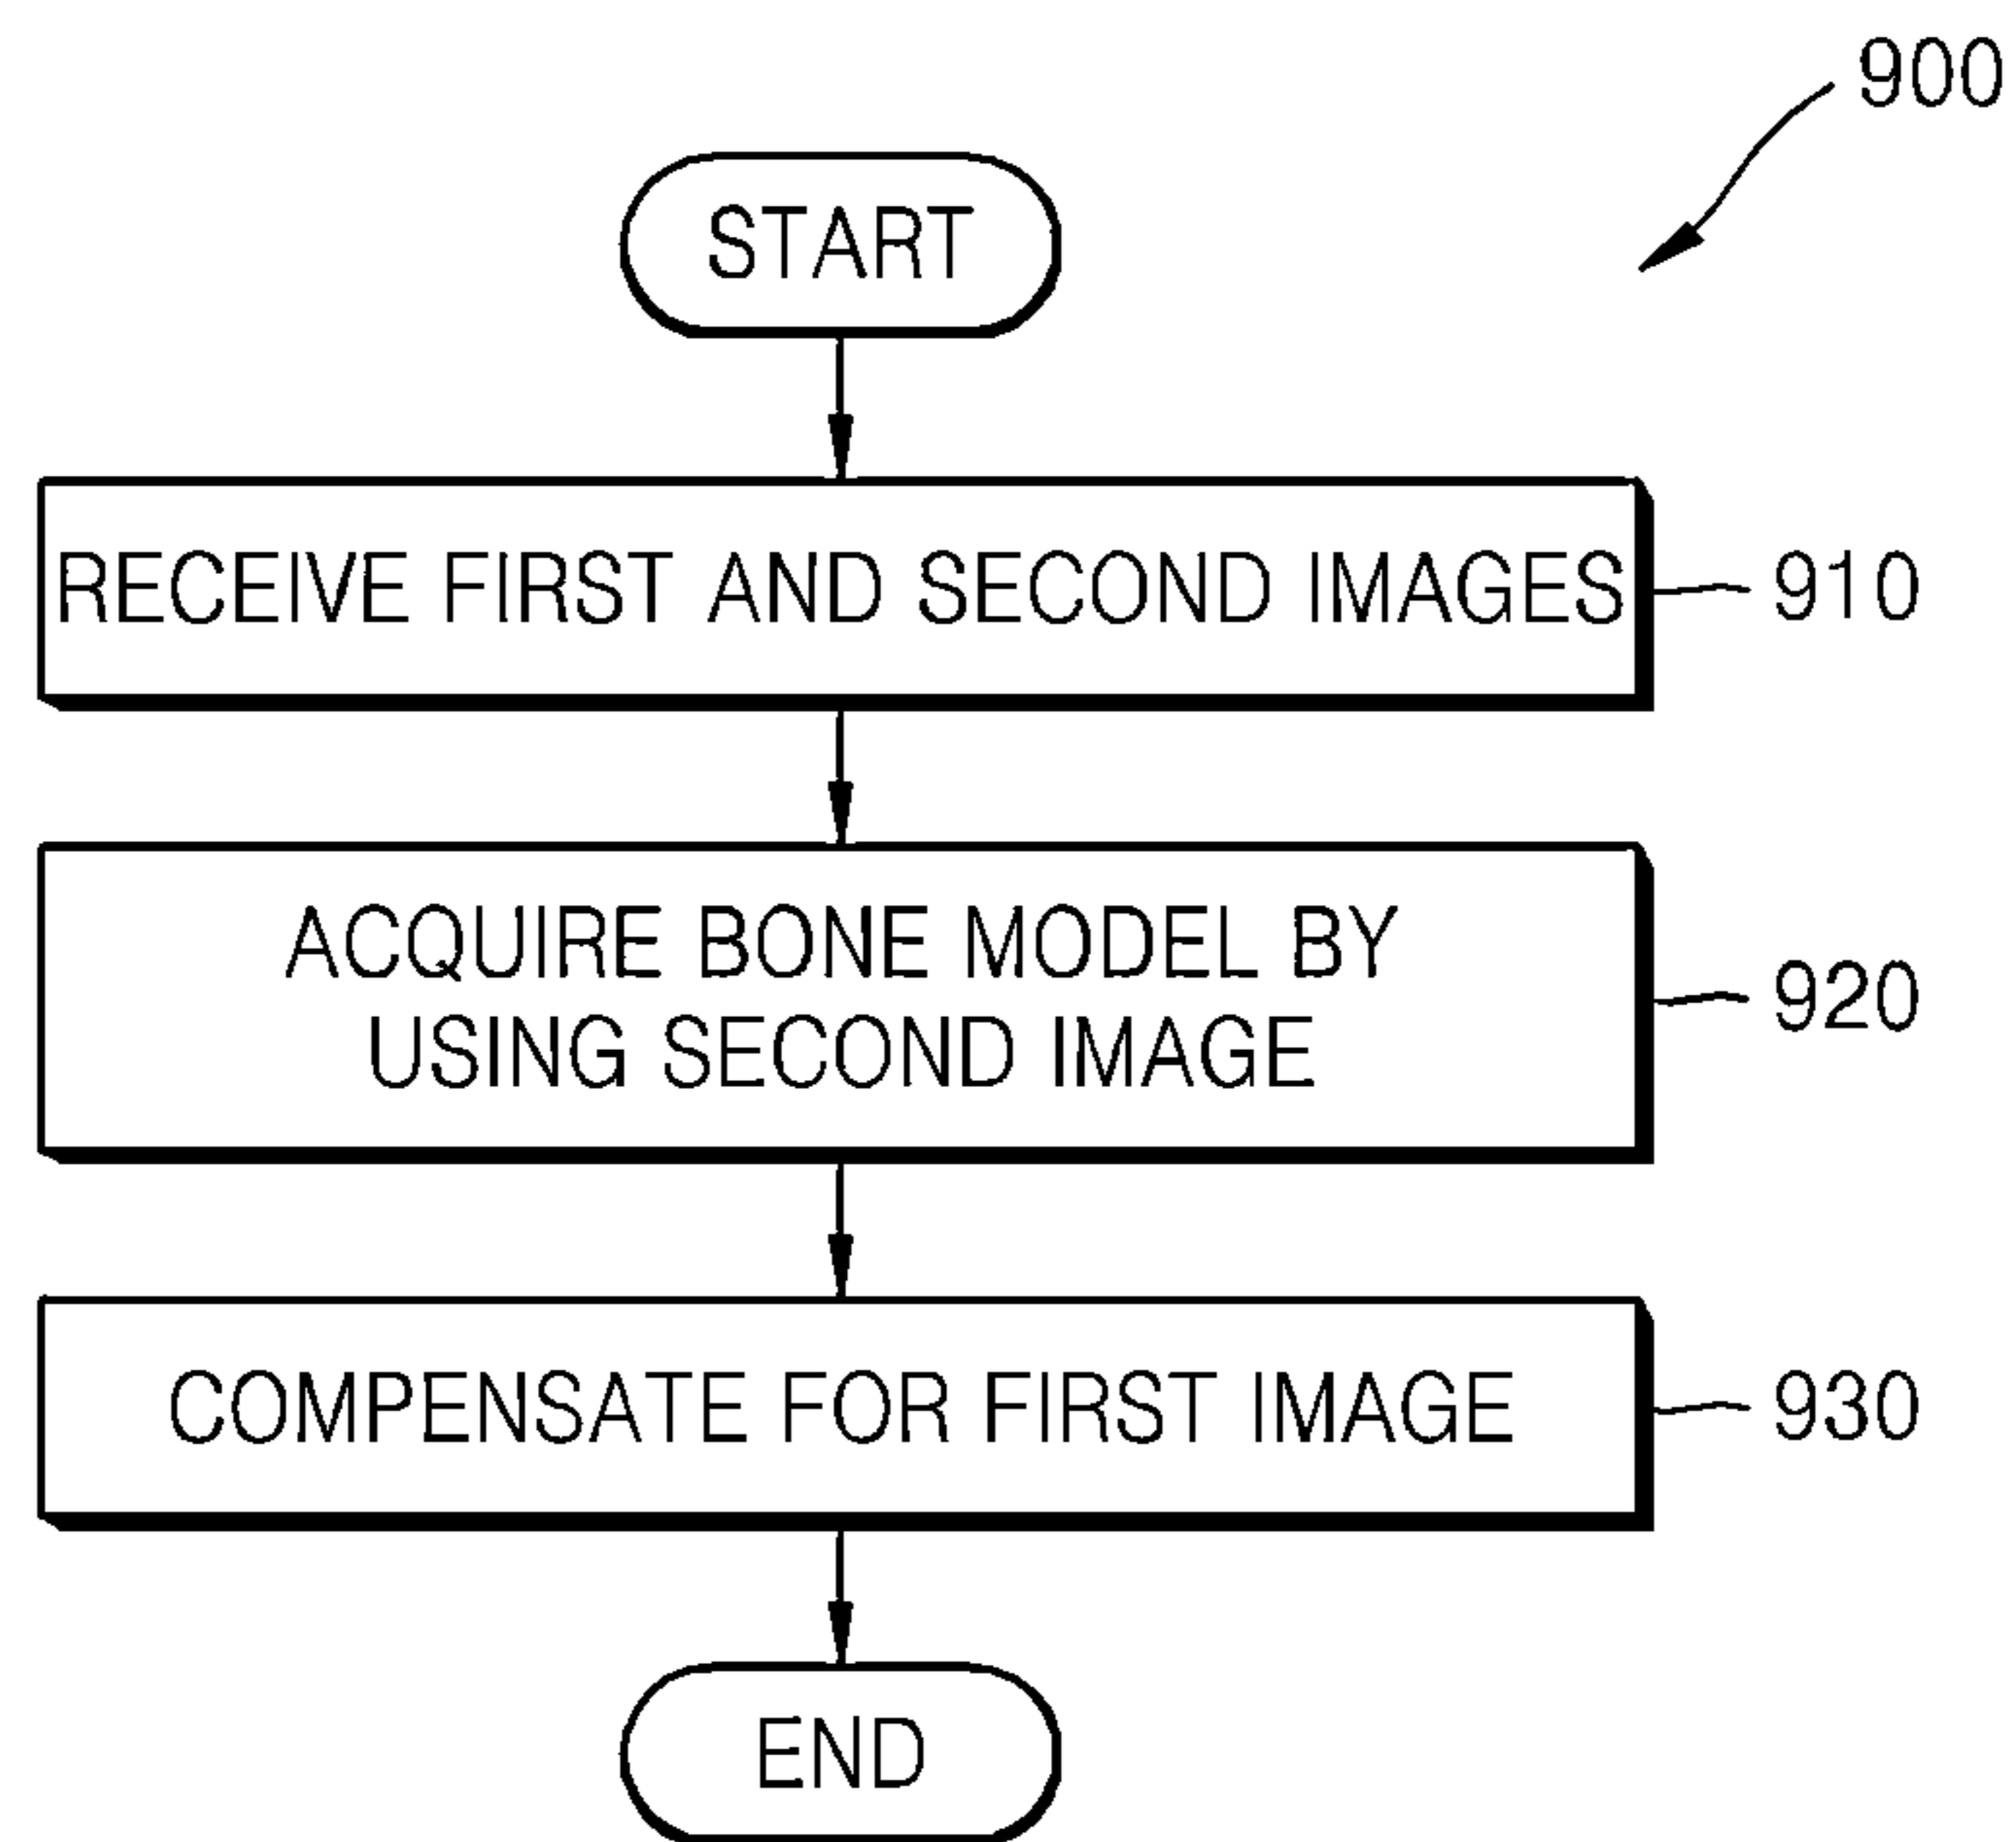 900
START
RECEIVE FIRST AND SECOND IMAGES
910
ACQUIRE BONE MODEL BY
USING SECOND IMAGE
920
COMPENSATE FOR FIRST IMAGE
930
END